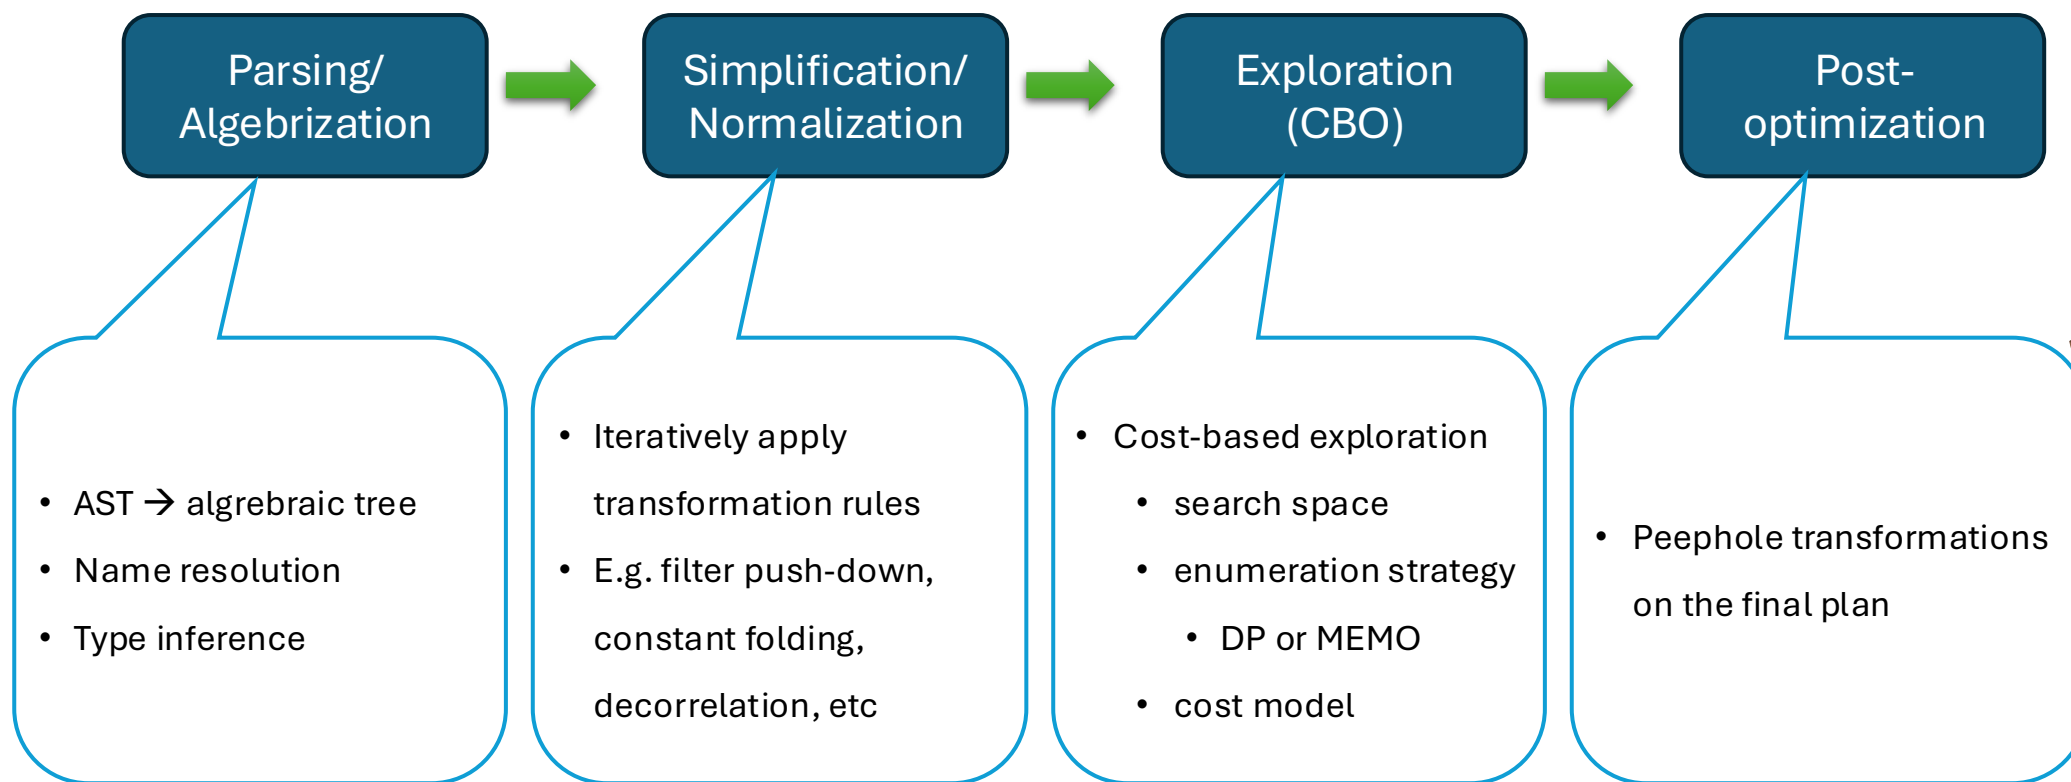 Parsing/
Algebrization
Simplification/
Normalization
Exploration
(CBO)
Post-
optimization
• AST → algrebraic tree
• Name resolution
• Type inference
• Iteratively apply
transformation rules
• E.g. filter push-down,
constant folding,
decorrelation, etc
• Cost-based exploration
• search space
• enumeration strategy
• DP or MEMO
• cost model
• Peephole transformations
on the final plan